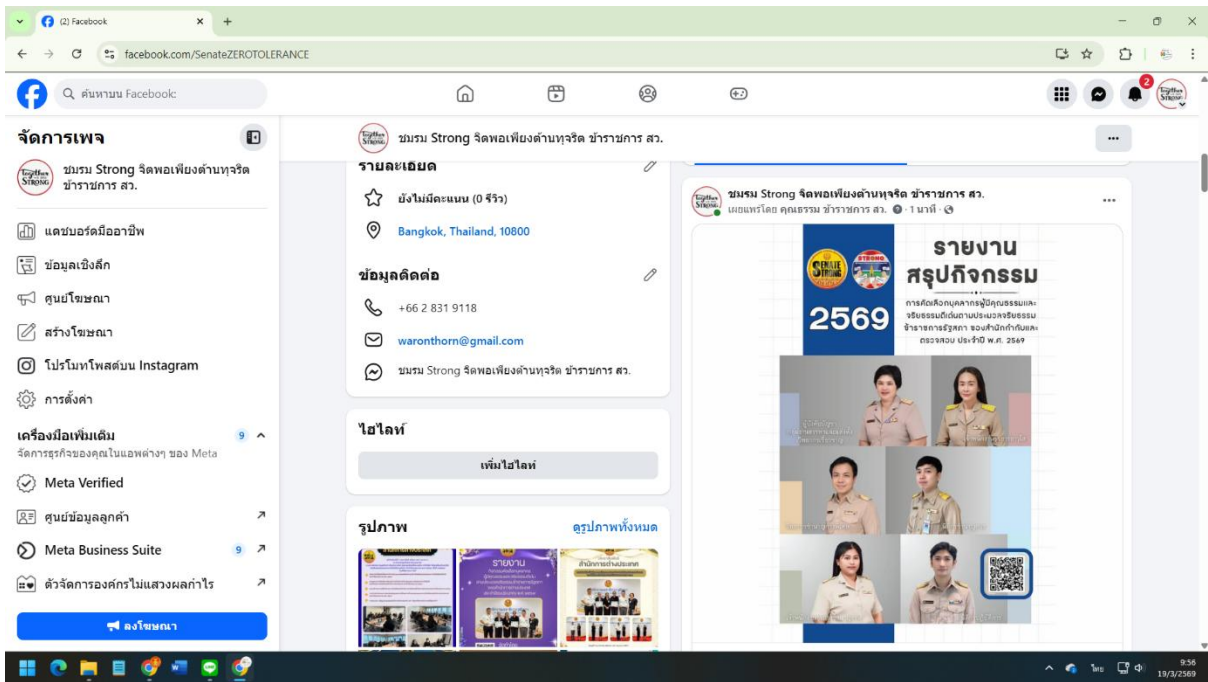 (2) Facebook
facebook.com/SenateZEROTOLERANCE
ค้นหาบน Facebook:
2
จัดการเพจ
ชมรม Strong จิตพอเพียงต้านทุจริต
ข้าราชการ สว.
แดชบอร์ดมืออาชีพ
ข้อมูลเชิงลึก
ศูนย์โฆษณา
สร้างโฆษณา
โปรโมทโพสต์บน Instagram
การตั้งค่า
เครื่องมือเพิ่มเติม 9
จัดการธุรกิจของคุณในแอพต่างๆ ของ Meta
Meta Verified
ศูนย์ข้อมูลลูกค้า
Meta Business Suite 9
ตัวจัดการองค์กรไม่แสวงผลกำไร
ลงโฆษณา
ชมรม Strong จิตพอเพียงต้านทุจริต ข้าราชการ สว.
รายละเอียด
ยังไม่มีคะแนน (0 รีวิว)
Bangkok, Thailand, 10800
ข้อมูลติดต่อ
+66 2 831 9118
waronthorn@gmail.com
ชมรม Strong จิตพอเพียงต้านทุจริต ข้าราชการ สว.
ไฮไลท์
เพิ่มไฮไลท์
รูปภาพ
ดูรูปภาพทั้งหมด
รายงาน
สำนักการต่างประเทศ
ชมรม Strong จิตพอเพียงต้านทุจริต ข้าราชการ สว.
เผยแพร่โดย คุณธรรม ข้าราชการ สว. · 1 นาที ·
SENATE
STRONG
STRONG
2569
รายงาน
สรุปกิจกรรม
การคัดเลือกบุคลากรผู้มีคุณธรรมและ
จริยธรรมดีเด่นตามประมวลจริยธรรม
ข้าราชการรัฐสภา ของสำนักกำกับและ
ตรวจสอบ ประจำปี พ.ศ. 2569
ไทย
9:56
19/3/2569